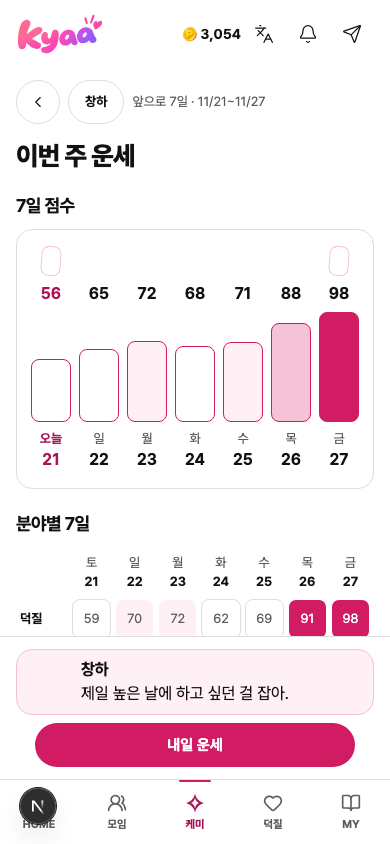 kyaa
3,054
창하
앞으로 7일 · 11/21~11/27
이번 주 운세
7일 점수
56 65 72 68 71 88 98
오늘 일 월 화 수 목 금
21 22 23 24 25 26 27
분야별 7일
토 일 월 화 수 목 금
21 22 23 24 25 26 27
덕질 59 70 72 62 69 91 98
창하
제일 높은 날에 하고 싶던 걸 잡아.
내일 운세
N
HOME 모임 케미 덕질 MY